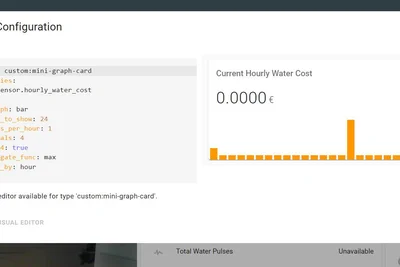 Configuration
custom:mini-graph-card
ensor.hourly_water_cost
ph: bar
_to_show: 24
s_per_hour: 1
als: 4
4: true
gate_func: max
_by: hour
editor available for type 'custom:mini-graph-card'.
ISUAL EDITOR
Current Hourly Water Cost
0.0000 €
Total Water Pulses
Unavailable